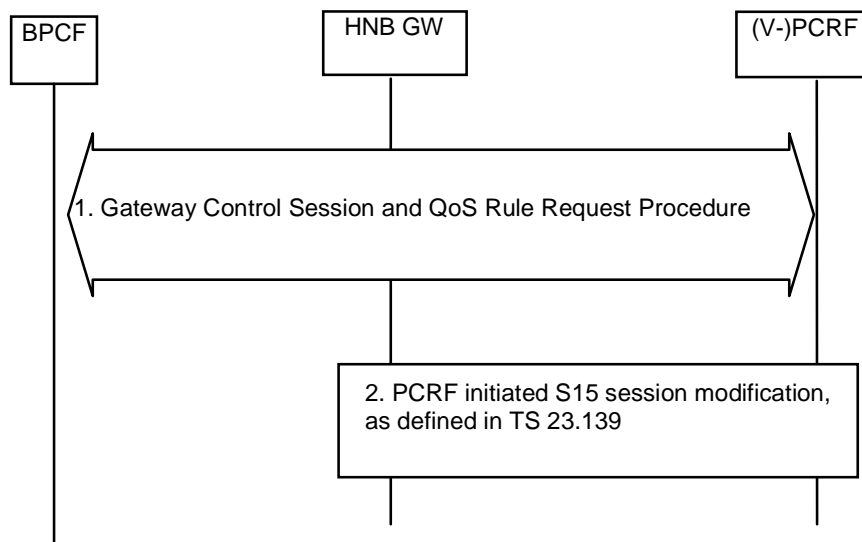 BPCF
HNB GW
(V-)PCRF
1. Gateway Control Session and QoS Rule Request Procedure
2. PCRF initiated S15 session modification,
as defined in TS 23.139